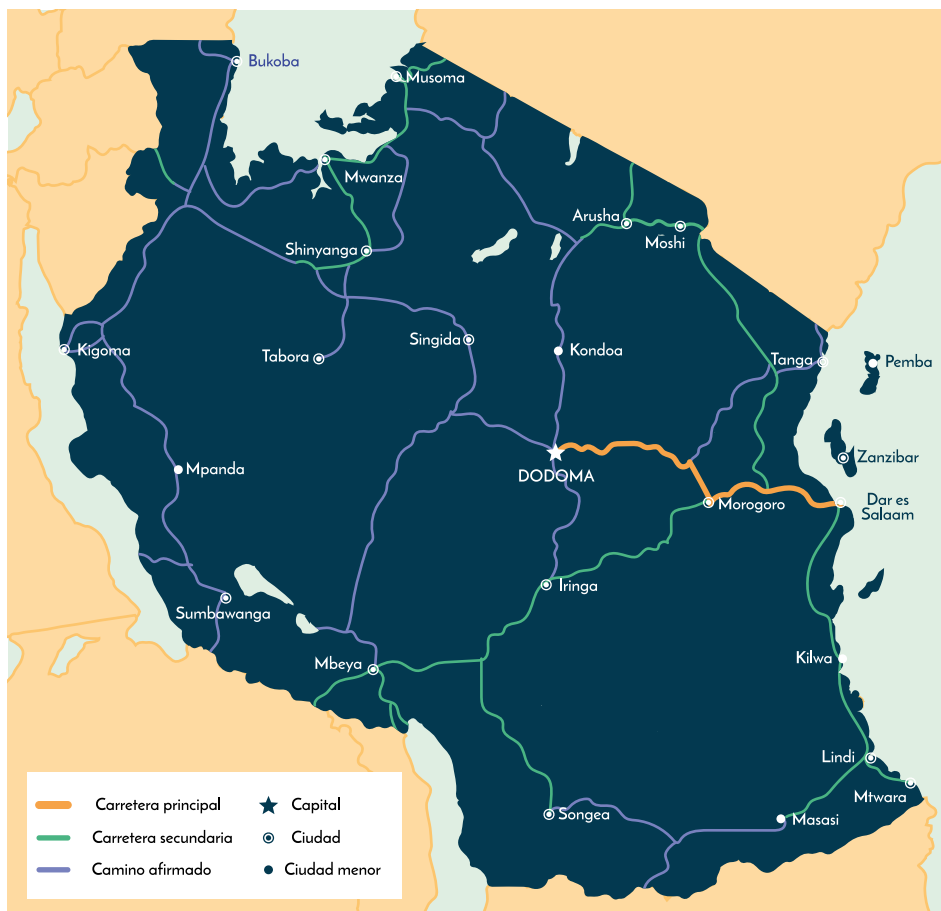 Bukoba
Musoma
Mwanza
Arusha
Mōshi
Shinyanga
Kigoma
Tabora
Singida
Kondoa
Tanga
Pemba
Mpanda
DODOMA
Zanzibar
Morogoro
Dar es
Salaam
Iringa
Sumbawanga
Mbeya
Kilwa
Lindi
Mtwara
Songea
Masasi
Carretera principal
Capital
Carretera secundaria
Ciudad
Camino afirmado
Ciudad menor